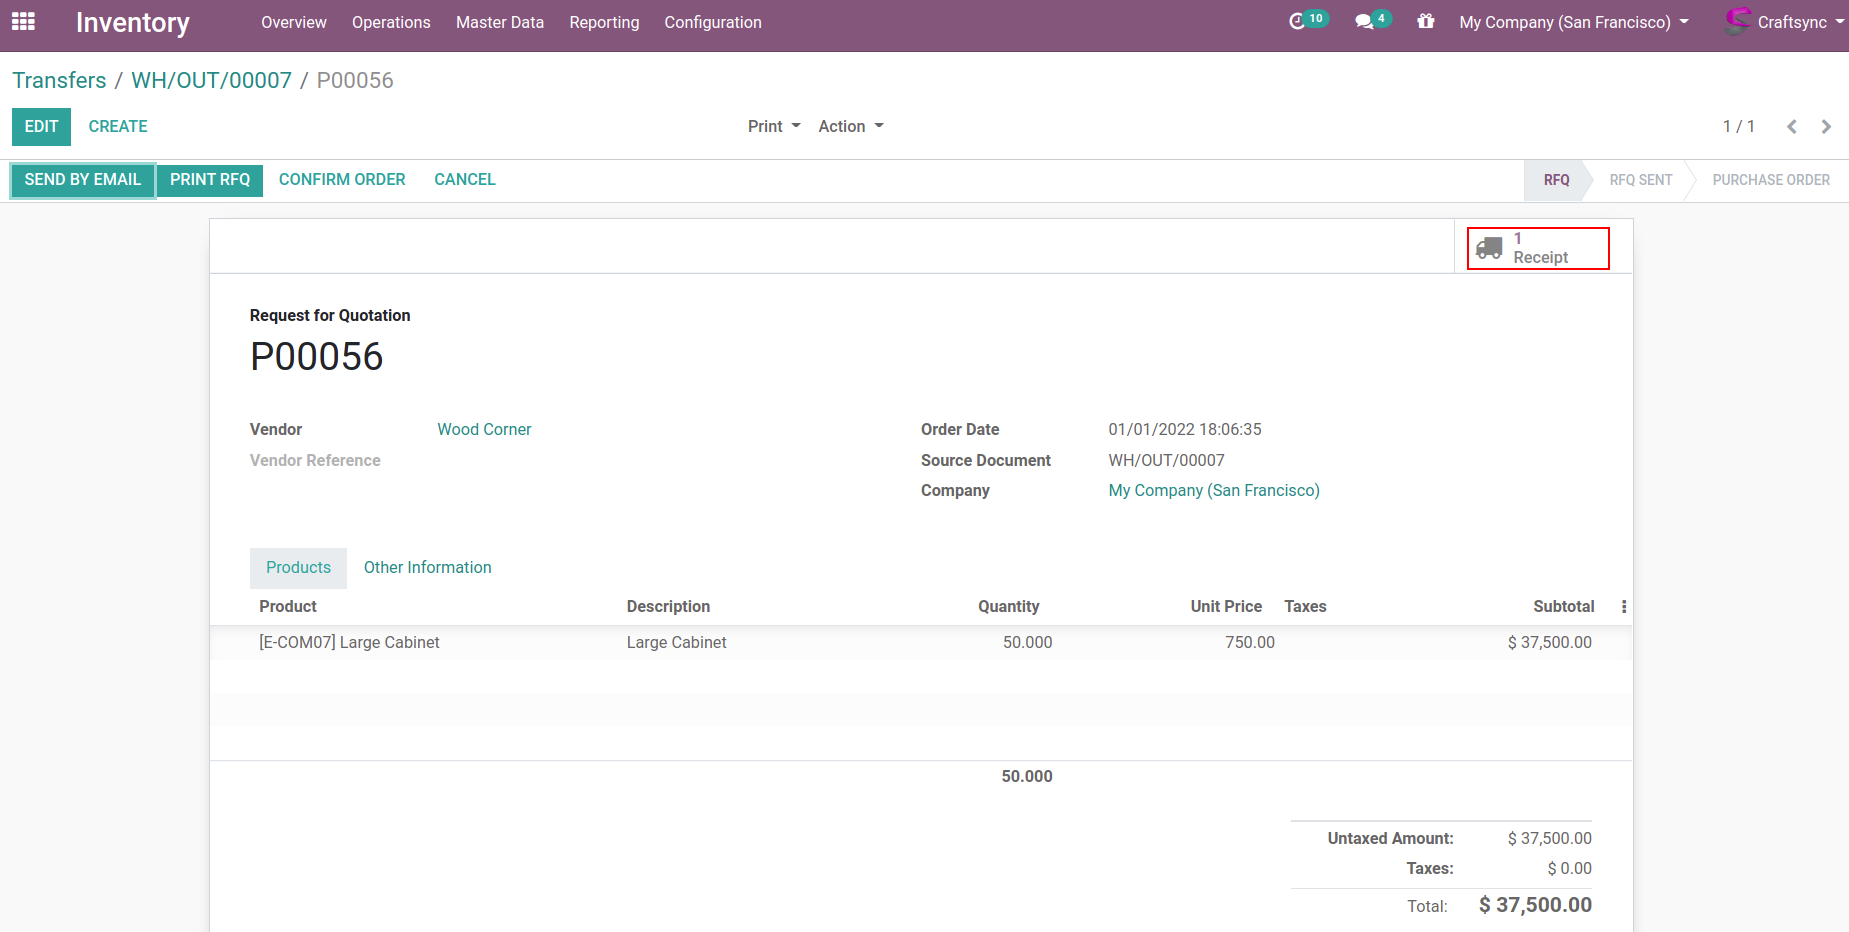 Inventory Overview Operations Master Data Reporting Configuration 10 4 My Company (San Francisco) Craftsync
Transfers / WH/OUT/00007 / P00056
EDIT CREATE Print Action 1 / 1
SEND BY EMAIL PRINT RFQ CONFIRM ORDER CANCEL RFQ RFQ SENT PURCHASE ORDER
1
Receipt
Request for Quotation
P00056
Vendor Wood Corner Order Date 01/01/2022 18:06:35
Vendor Reference Source Document WH/OUT/00007
Company My Company (San Francisco)
Products Other Information
Product Description Quantity Unit Price Taxes Subtotal
[E-COM07] Large Cabinet Large Cabinet 50.000 750.00 $ 37,500.00
50.000
Untaxed Amount: $ 37,500.00
Taxes: $ 0.00
Total: $ 37,500.00